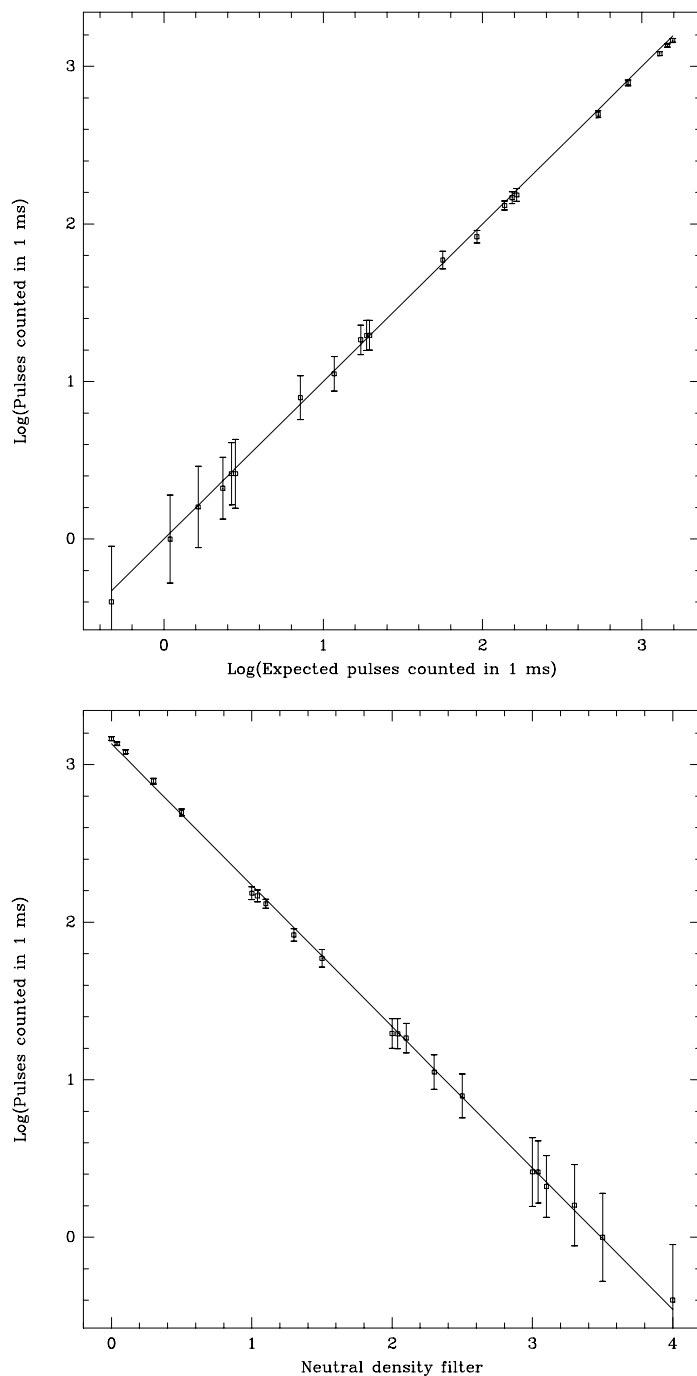 3
2
1
0
Log(Pulses counted in 1 ms)
0 1 2 3
Log(Expected pulses counted in 1 ms)
3
2
1
0
Log(Pulses counted in 1 ms)
0 1 2 3 4
Neutral density filter